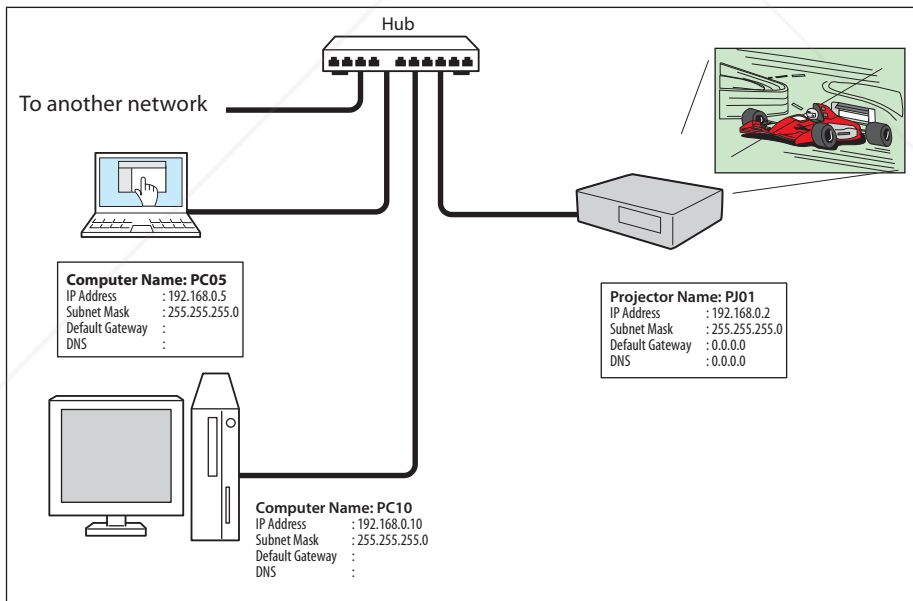 Hub
To another network
Computer Name: PC05
IP Address : 192.168.0.5
Subnet Mask : 255.255.255.0
Default Gateway :
DNS :
Projector Name: PJ01
IP Address : 192.168.0.2
Subnet Mask : 255.255.255.0
Default Gateway : 0.0.0.0
DNS : 0.0.0.0
Computer Name: PC10
IP Address : 192.168.0.10
Subnet Mask : 255.255.255.0
Default Gateway :
DNS :